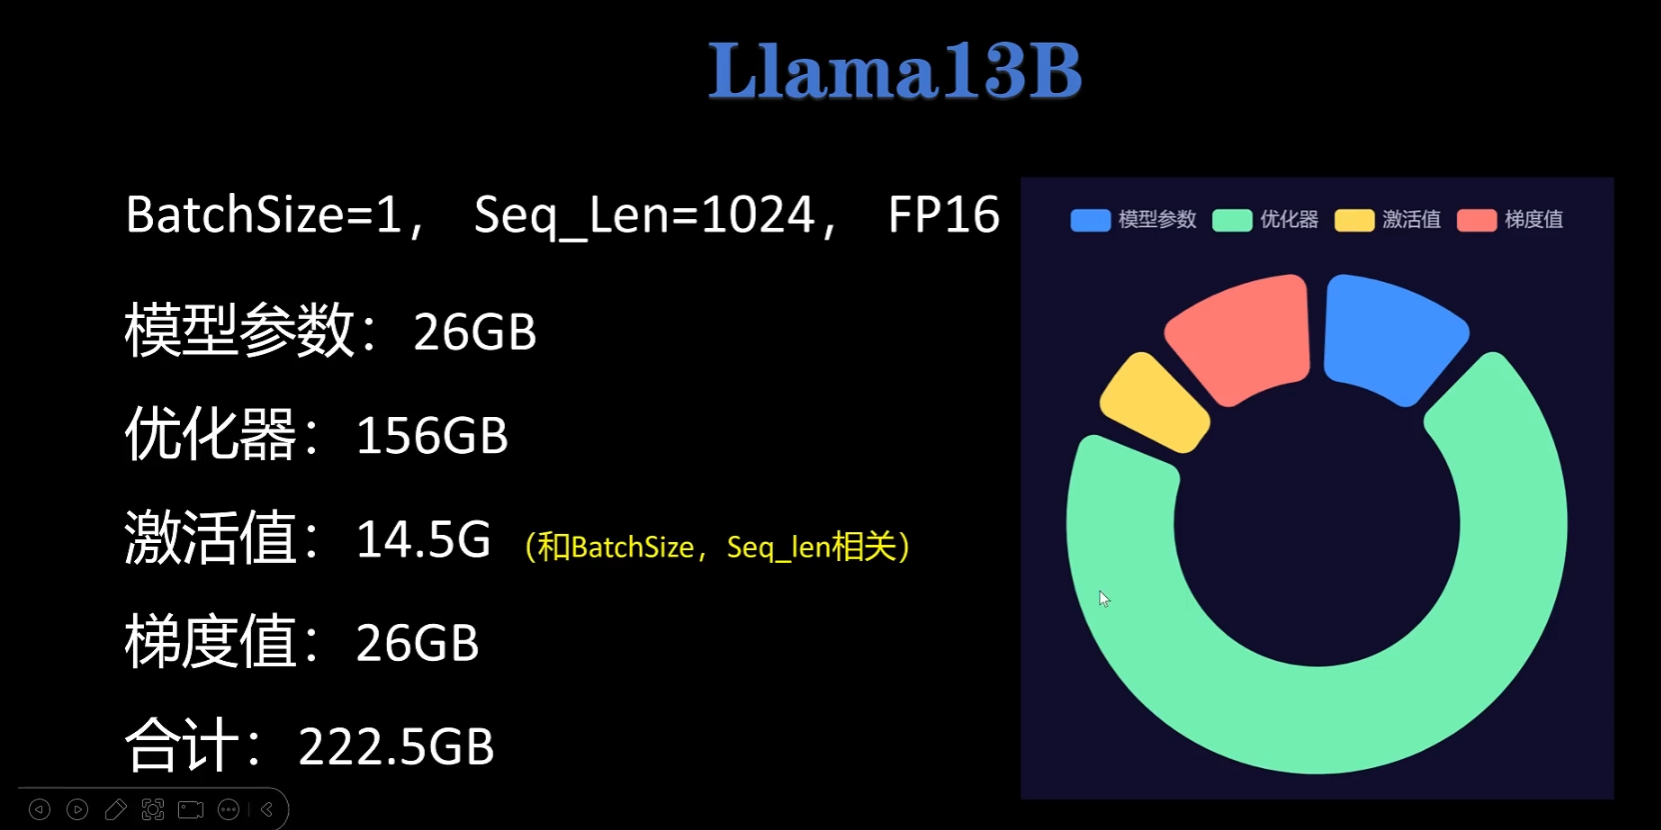 Llama13B
BatchSize=1， Seq_Len=1024， FP16
模型参数：26GB
优化器：156GB
激活值：14.5G （和BatchSize，Seq_len相关）
梯度值：26GB
合计：222.5GB
模型参数 优化器 激活值 梯度值